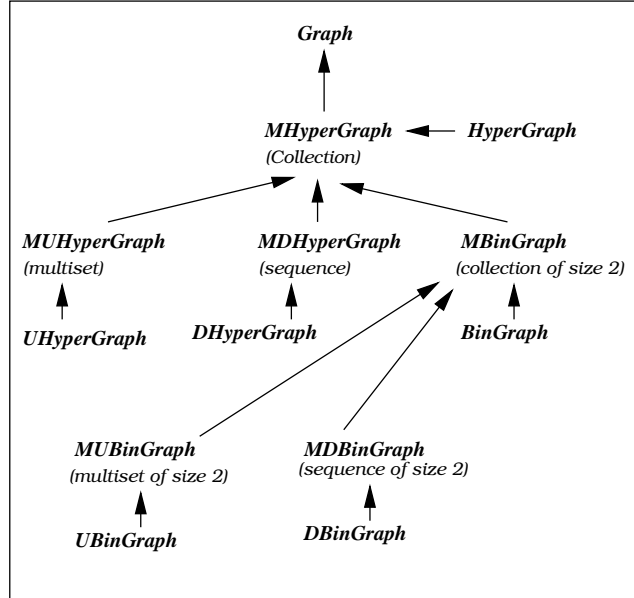 Graph
MHyperGraph
HyperGraph
(Collection)
MUHyperGraph
MDHyperGraph
MBinGraph
(multiset)
(sequence)
(collection of size 2)
UHyperGraph
DHyperGraph
BinGraph
MUBinGraph
MDBinGraph
(multiset of size 2)
(sequence of size 2)
UBinGraph
DBinGraph